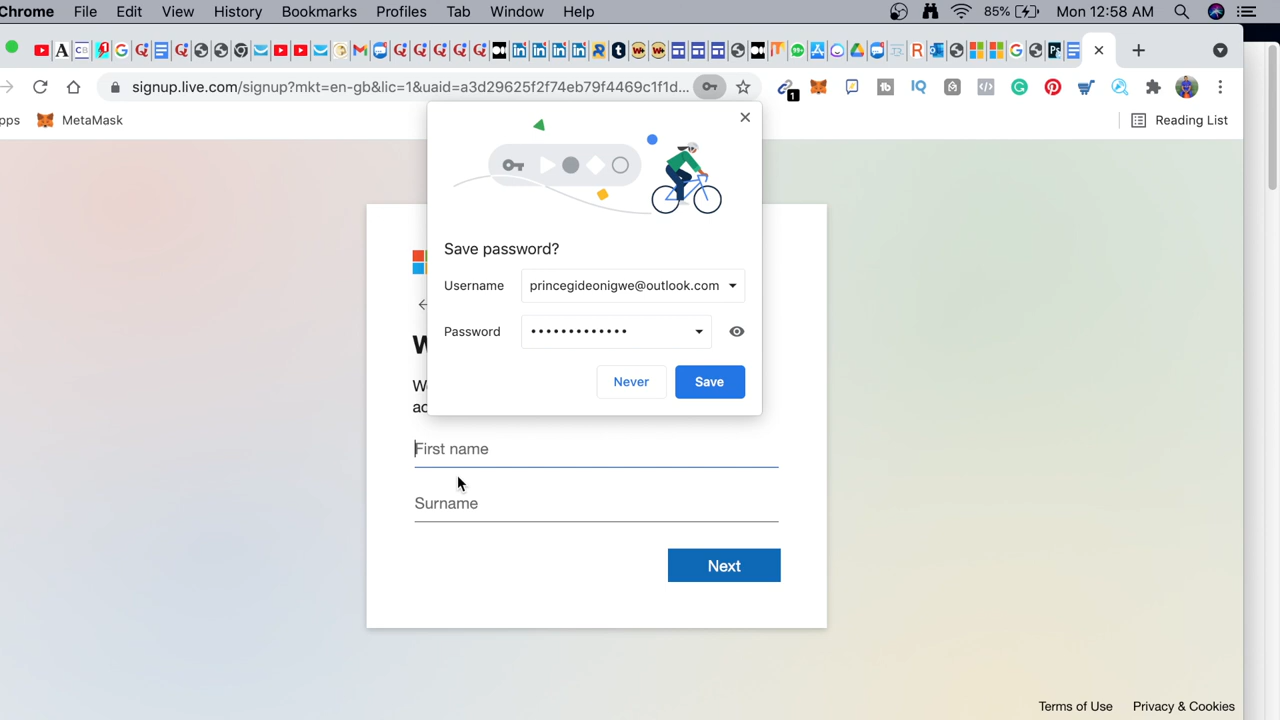 Chrome File Edit View History Bookmarks Profiles Tab Window Help 85% Mon 12:58 AM
signup.live.com/signup?mkt=en-gb&lic=1&uaid=a3d29625f2f74eb79f4469c1f1d...
1
MetaMask
Reading List
Save password?
Username princegideonigwe@outlook.com
Password •••••••••••••
Never Save
First name
Surname
Next
Terms of Use Privacy & Cookies